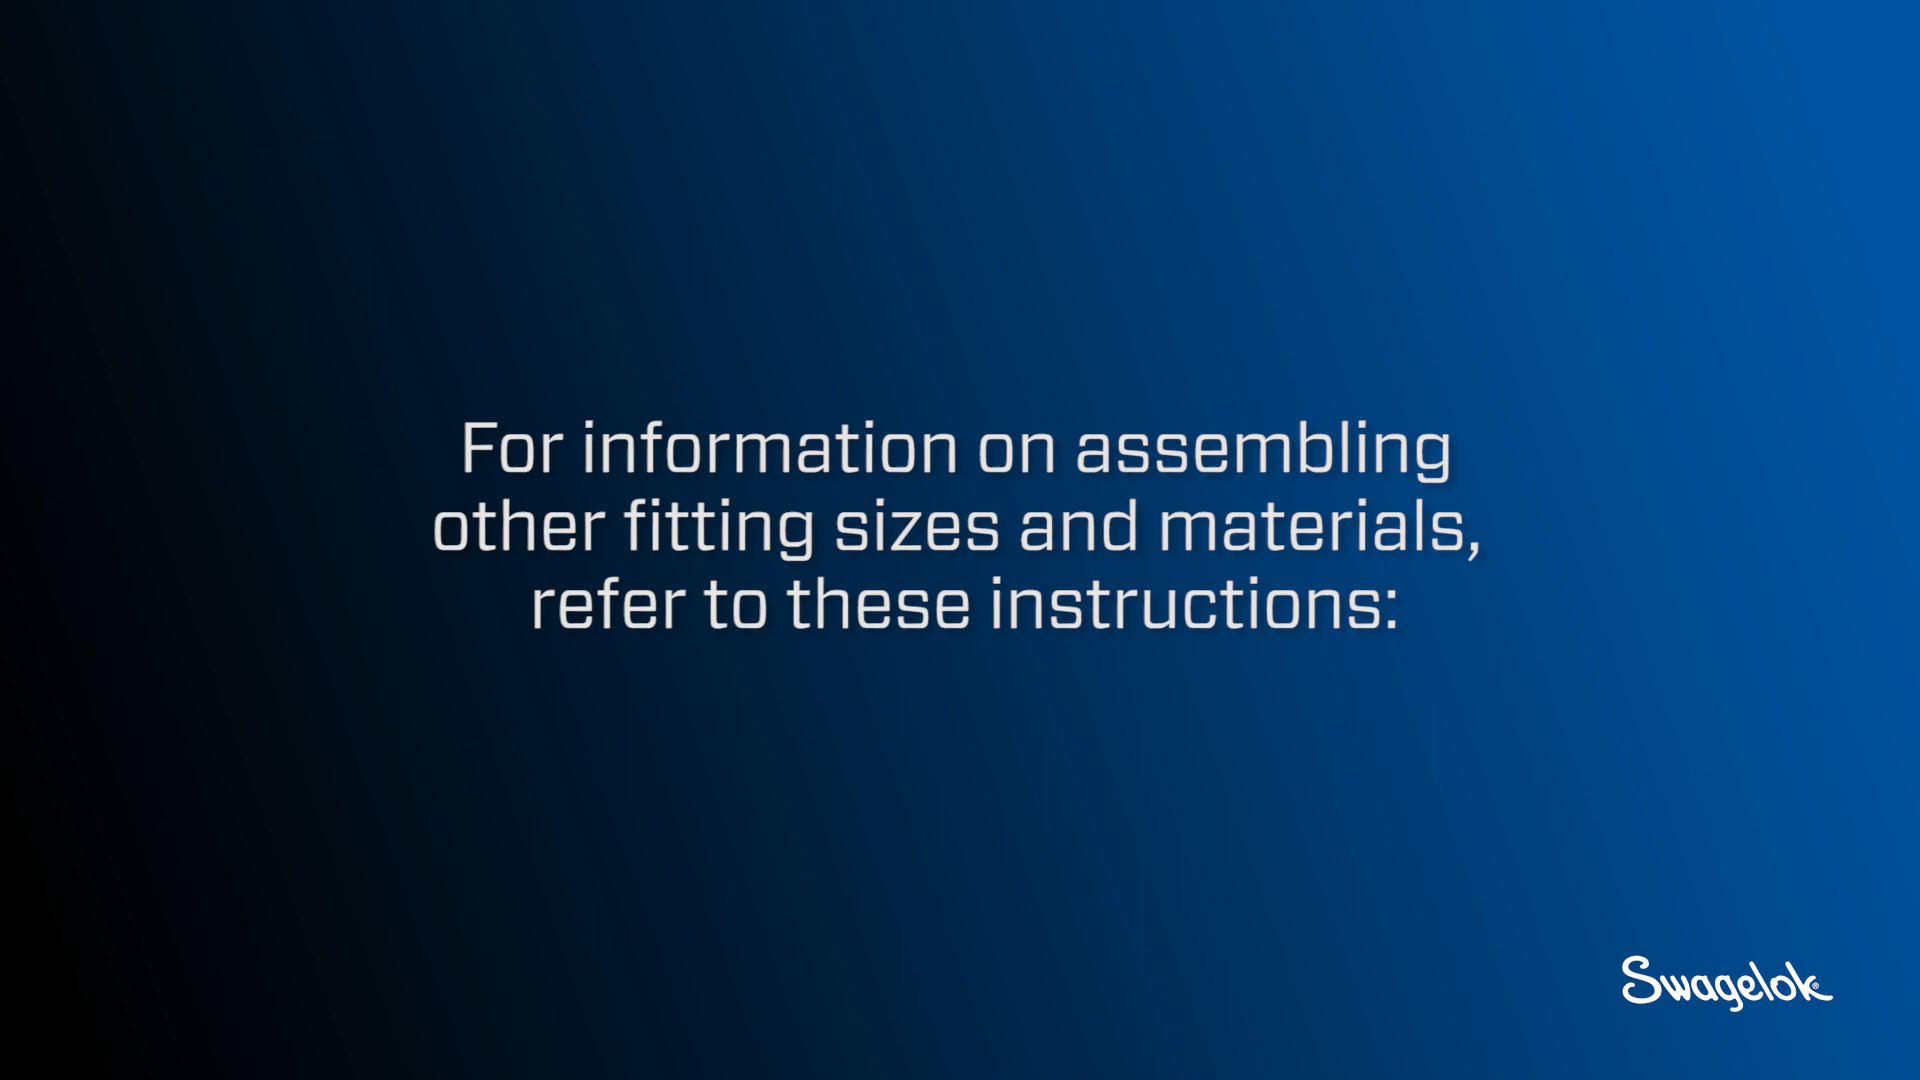 For information on assembling
other fitting sizes and materials,
refer to these instructions:
Swagelok®